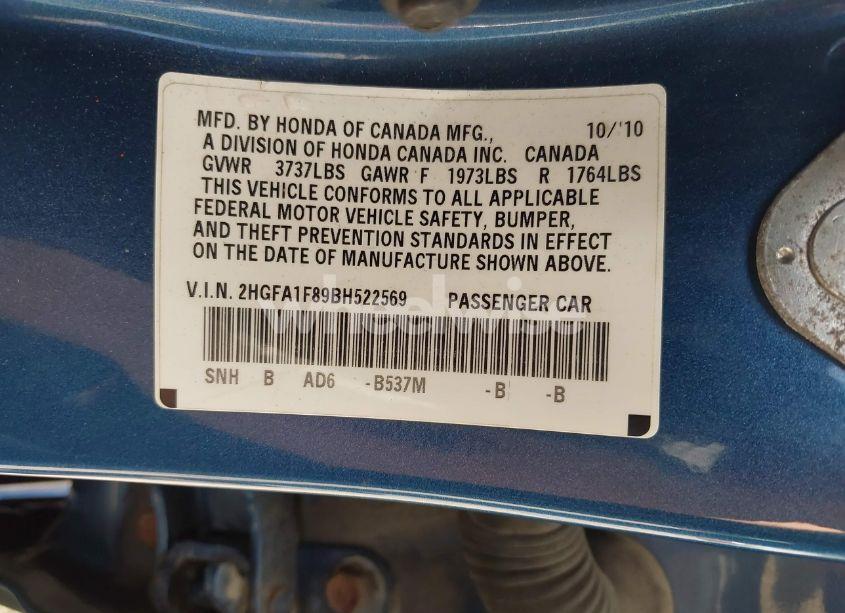 MFD. BY HONDA OF CANADA MFG., 10/'10
A DIVISION OF HONDA CANADA INC. CANADA
GVWR 3737LBS GAWR F 1973LBS R 1764LBS
THIS VEHICLE CONFORMS TO ALL APPLICABLE
FEDERAL MOTOR VEHICLE SAFETY, BUMPER,
AND THEFT PREVENTION STANDARDS IN EFFECT
ON THE DATE OF MANUFACTURE SHOWN ABOVE.
V.I.N. 2HGFA1F89BH522569 PASSENGER CAR
wheelwise
SNH B AD6 -B537M -B -B